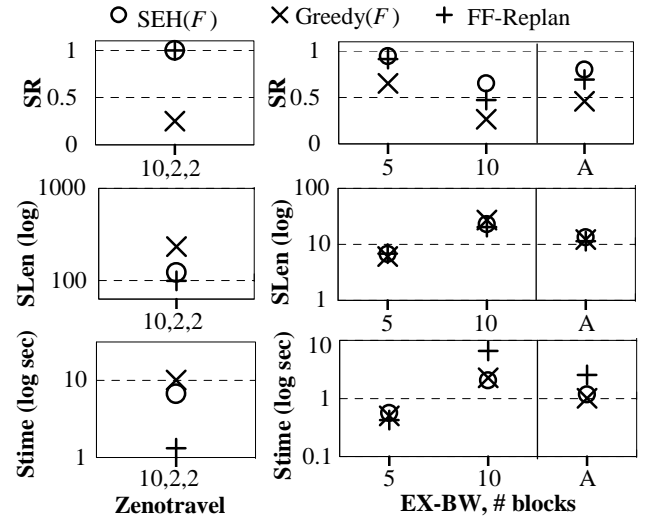 SEH(F) Greedy(F) FF-Replan
SR
1
0.5
0
10,2,2
1
0.5
0
5 10 A
SLen (log)
1000
100
10,2,2
SLen (log)
100
10
1
5 10 A
Stime (log sec)
10
1
10,2,2
Zenotravel
Stime (log sec)
10
1
0.1
5 10 A
EX-BW, # blocks
SR